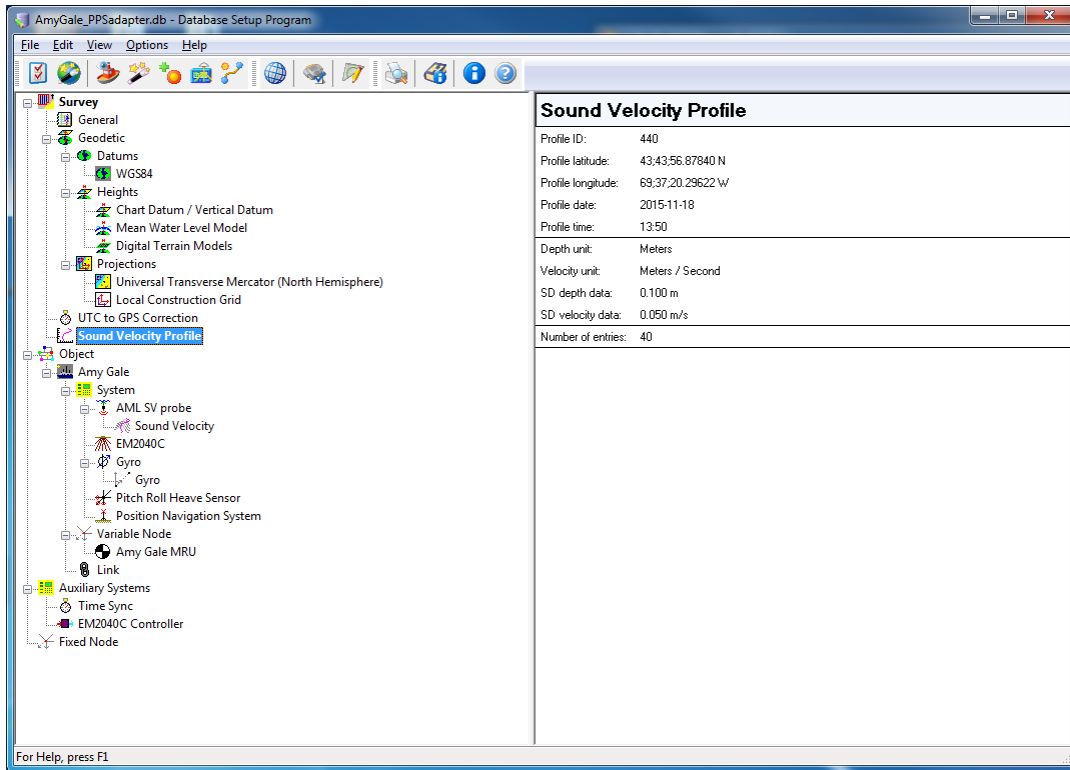 AmyGale_PPSadapter.db - Database Setup Program
File Edit View Options Help
Survey
General
Geodetic
Datums
WGS84
Heights
Chart Datum / Vertical Datum
Mean Water Level Model
Digital Terrain Models
Projections
Universal Transverse Mercator (North Hemisphere)
Local Construction Grid
UTC to GPS Correction
Sound Velocity Profile
Object
Amy Gale
System
AML SV probe
Sound Velocity
EM2040C
Gyro
Gyro
Pitch Roll Heave Sensor
Position Navigation System
Variable Node
Amy Gale MRU
Link
Auxiliary Systems
Time Sync
EM2040C Controller
Fixed Node
Sound Velocity Profile
Profile ID: 440
Profile latitude: 43;43;56.87840 N
Profile longitude: 69;37;20.29622 W
Profile date: 2015-11-18
Profile time: 13:50
Depth unit: Meters
Velocity unit: Meters / Second
SD depth data: 0.100 m
SD velocity data: 0.050 m/s
Number of entries: 40
For Help, press F1